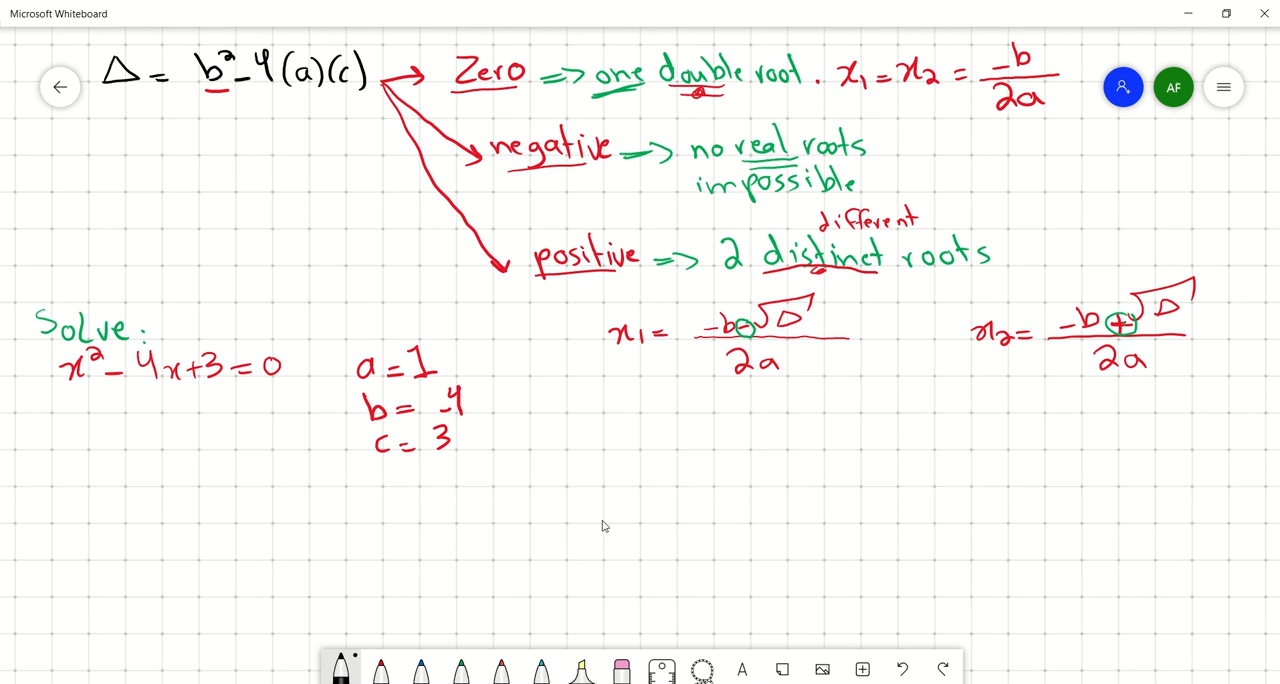 Microsoft Whiteboard
Δ = b² - 4(a)(c) → Zero => one double root. x₁ = x₂ = -b/2a
AF
negative → no real roots
impossible
different
positive => 2 distinct roots
Solve:
x₁ = -b-√Δ/2a x₂ = -b+√Δ/2a
x² - 4x + 3 = 0 a = 1
b = -4
c = 3
A